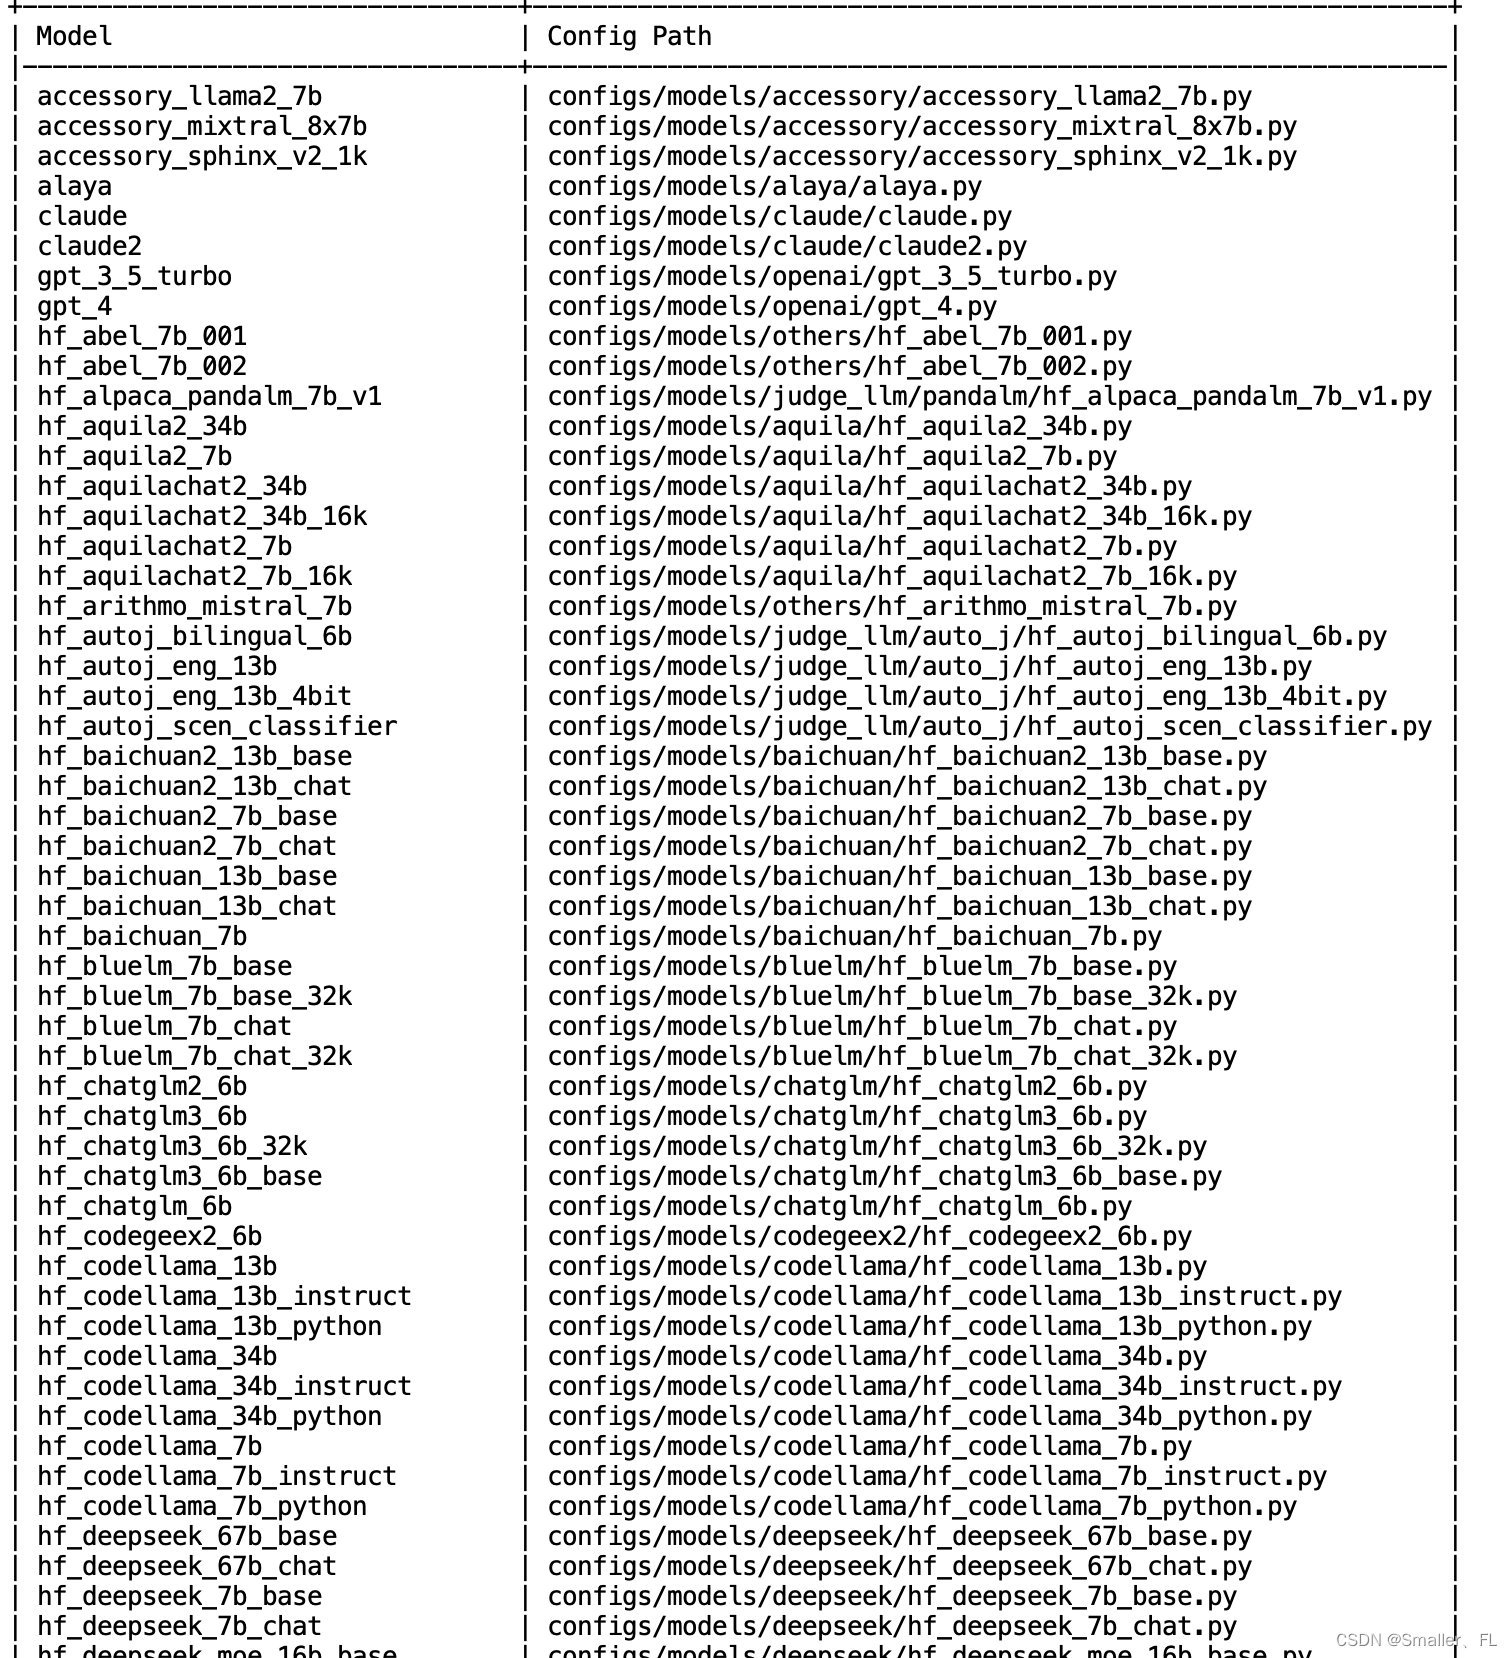 | Model | Config Path |
| accessory_llama2_7b | configs/models/accessory/accessory_llama2_7b.py |
| accessory_mixtral_8x7b | configs/models/accessory/accessory_mixtral_8x7b.py |
| accessory_sphinx_v2_1k | configs/models/accessory/accessory_sphinx_v2_1k.py |
| alaya | configs/models/alaya/alaya.py |
| claude | configs/models/claude/claude.py |
| claude2 | configs/models/claude/claude2.py |
| gpt_3_5_turbo | configs/models/openai/gpt_3_5_turbo.py |
| gpt_4 | configs/models/openai/gpt_4.py |
| hf_abel_7b_001 | configs/models/others/hf_abel_7b_001.py |
| hf_abel_7b_002 | configs/models/others/hf_abel_7b_002.py |
| hf_alpaca_pandalm_7b_v1 | configs/models/judge_llm/pandalm/hf_alpaca_pandalm_7b_v1.py |
| hf_aquila2_34b | configs/models/aquila/hf_aquila2_34b.py |
| hf_aquila2_7b | configs/models/aquila/hf_aquila2_7b.py |
| hf_aquilachat2_34b | configs/models/aquila/hf_aquilachat2_34b.py |
| hf_aquilachat2_34b_16k | configs/models/aquila/hf_aquilachat2_34b_16k.py |
| hf_aquilachat2_7b | configs/models/aquila/hf_aquilachat2_7b.py |
| hf_aquilachat2_7b_16k | configs/models/aquila/hf_aquilachat2_7b_16k.py |
| hf_arithmo_mistral_7b | configs/models/others/hf_arithmo_mistral_7b.py |
| hf_autoj_bilingual_6b | configs/models/judge_llm/auto_j/hf_autoj_bilingual_6b.py |
| hf_autoj_eng_13b | configs/models/judge_llm/auto_j/hf_autoj_eng_13b.py |
| hf_autoj_eng_13b_4bit | configs/models/judge_llm/auto_j/hf_autoj_eng_13b_4bit.py |
| hf_autoj_scen_classifier | configs/models/judge_llm/auto_j/hf_autoj_scen_classifier.py |
| hf_baichuan2_13b_base | configs/models/baichuan/hf_baichuan2_13b_base.py |
| hf_baichuan2_13b_chat | configs/models/baichuan/hf_baichuan2_13b_chat.py |
| hf_baichuan2_7b_base | configs/models/baichuan/hf_baichuan2_7b_base.py |
| hf_baichuan2_7b_chat | configs/models/baichuan/hf_baichuan2_7b_chat.py |
| hf_baichuan_13b_base | configs/models/baichuan/hf_baichuan_13b_base.py |
| hf_baichuan_13b_chat | configs/models/baichuan/hf_baichuan_13b_chat.py |
| hf_baichuan_7b | configs/models/baichuan/hf_baichuan_7b.py |
| hf_bluelm_7b_base | configs/models/bluelm/hf_bluelm_7b_base.py |
| hf_bluelm_7b_base_32k | configs/models/bluelm/hf_bluelm_7b_base_32k.py |
| hf_bluelm_7b_chat | configs/models/bluelm/hf_bluelm_7b_chat.py |
| hf_bluelm_7b_chat_32k | configs/models/bluelm/hf_bluelm_7b_chat_32k.py |
| hf_chatglm2_6b | configs/models/chatglm/hf_chatglm2_6b.py |
| hf_chatglm3_6b | configs/models/chatglm/hf_chatglm3_6b.py |
| hf_chatglm3_6b_32k | configs/models/chatglm/hf_chatglm3_6b_32k.py |
| hf_chatglm3_6b_base | configs/models/chatglm/hf_chatglm3_6b_base.py |
| hf_chatglm_6b | configs/models/chatglm/hf_chatglm_6b.py |
| hf_codegeex2_6b | configs/models/codegeex2/hf_codegeex2_6b.py |
| hf_codellama_13b | configs/models/codellama/hf_codellama_13b.py |
| hf_codellama_13b_instruct | configs/models/codellama/hf_codellama_13b_instruct.py |
| hf_codellama_13b_python | configs/models/codellama/hf_codellama_13b_python.py |
| hf_codellama_34b | configs/models/codellama/hf_codellama_34b.py |
| hf_codellama_34b_instruct | configs/models/codellama/hf_codellama_34b_instruct.py |
| hf_codellama_34b_python | configs/models/codellama/hf_codellama_34b_python.py |
| hf_codellama_7b | configs/models/codellama/hf_codellama_7b.py |
| hf_codellama_7b_instruct | configs/models/codellama/hf_codellama_7b_instruct.py |
| hf_codellama_7b_python | configs/models/codellama/hf_codellama_7b_python.py |
| hf_deepseek_67b_base | configs/models/deepseek/hf_deepseek_67b_base.py |
| hf_deepseek_67b_chat | configs/models/deepseek/hf_deepseek_67b_chat.py |
| hf_deepseek_7b_base | configs/models/deepseek/hf_deepseek_7b_base.py |
| hf_deepseek_7b_chat | configs/models/deepseek/hf_deepseek_7b_chat.py |
| hf_deepseek_moe_16b_base | configs/models/deepseek/hf_deepseek_moe_16b_base.py |
CSDN @Smaller、FL